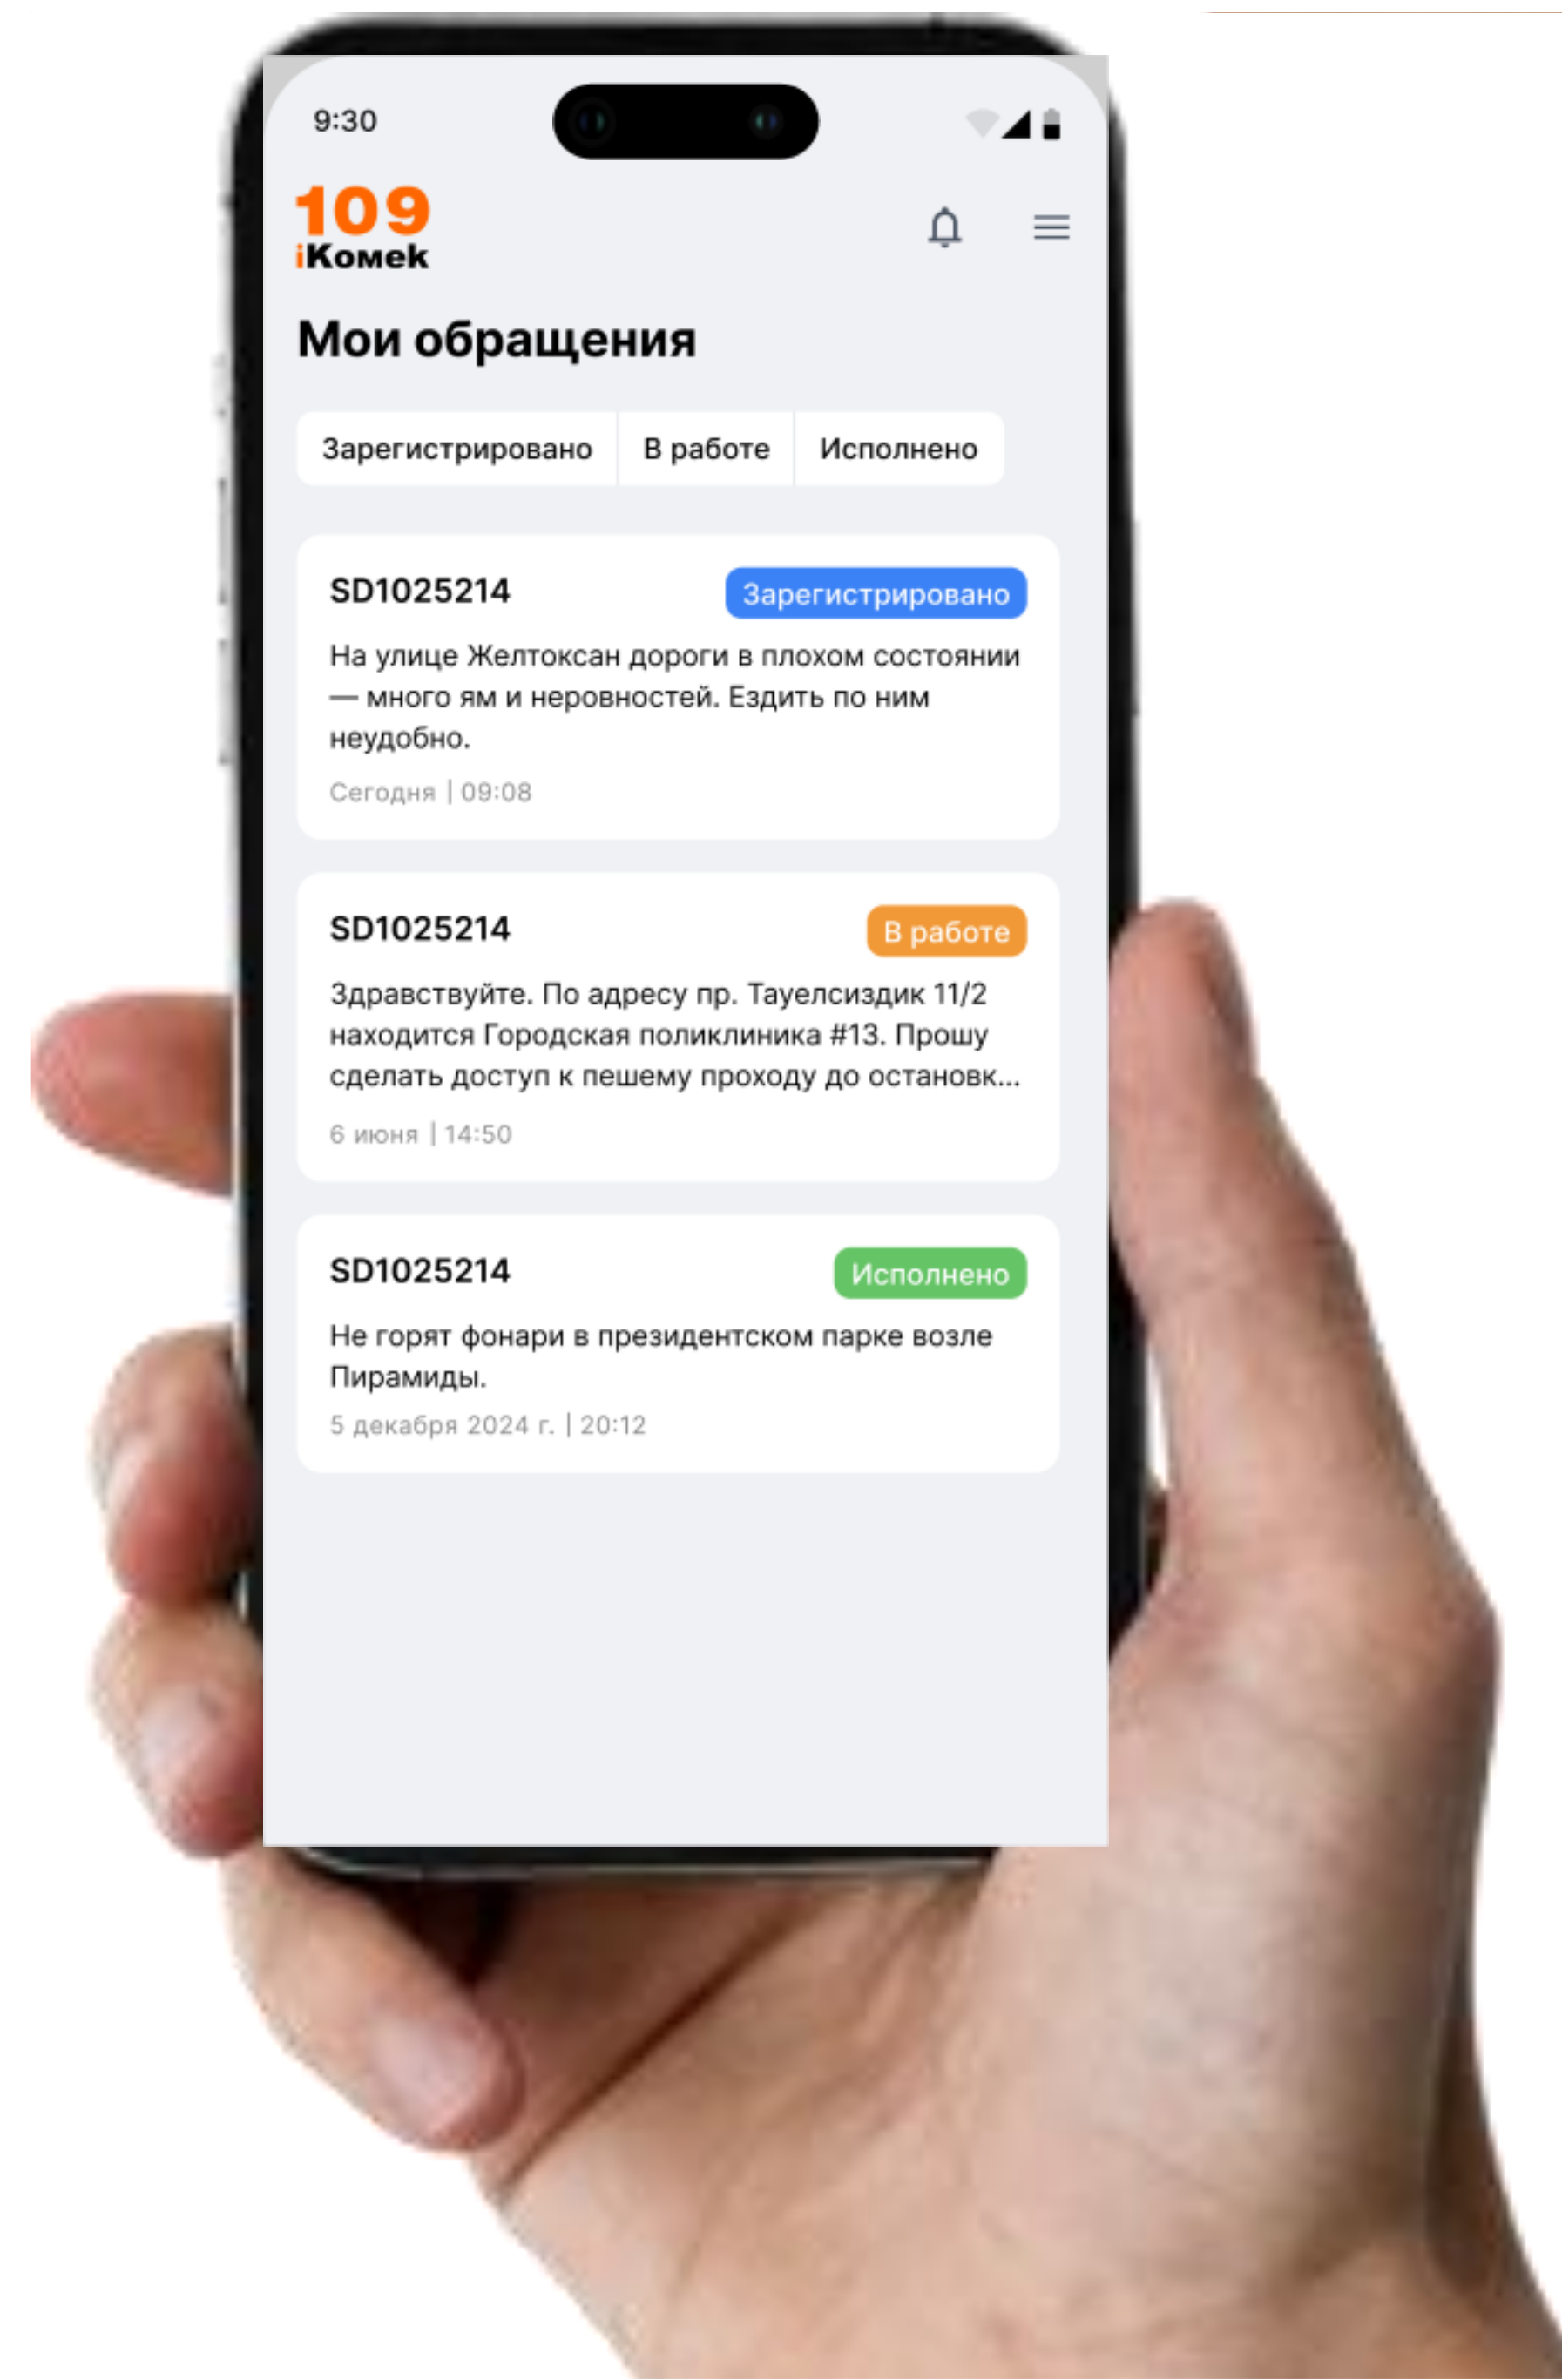 9:30
109
iКомек
Мои обращения
Зарегистрировано
В работе
Исполнено
SD1025214
Зарегистрировано
На улице Желтоксан дороги в плохом состоянии
— много ям и неровностей. Ездить по ним
неудобно.
Сегодня | 09:08
SD1025214
В работе
Здравствуйте. По адресу пр. Тауелсиздик 11/2
находится Городская поликлиника #13. Прошу
сделать доступ к пешему проходу до остановк...
6 июня | 14:50
SD1025214
Исполнено
Не горят фонари в президентском парке возле
Пирамиды.
5 декабря 2024 г. | 20:12